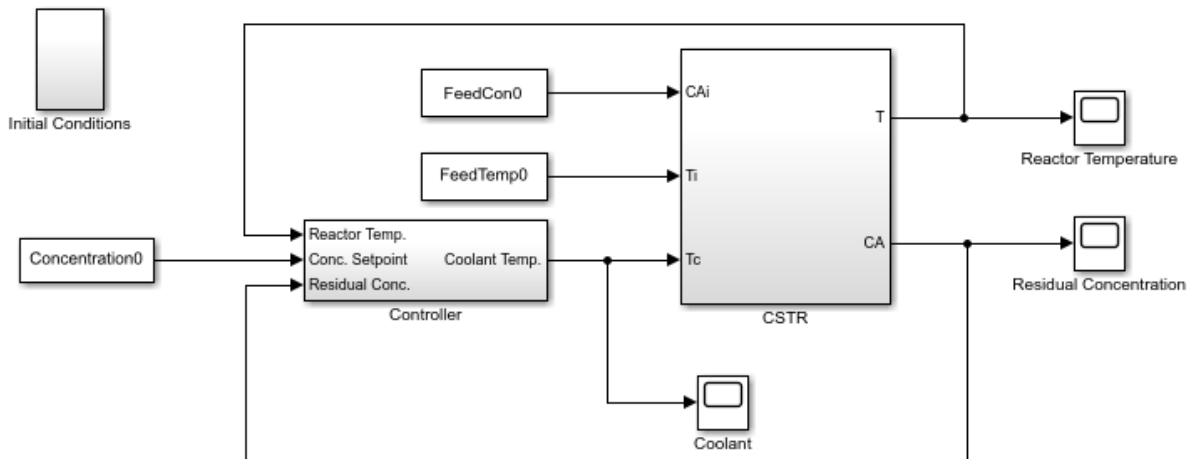 Initial Conditions
FeedCon0
FeedTemp0
Concentration0
Reactor Temp.
Conc. Setpoint
Residual Conc.
Coolant Temp.
Controller
CAi
Ti
Tc
T
CA
CSTR
Reactor Temperature
Residual Concentration
Coolant